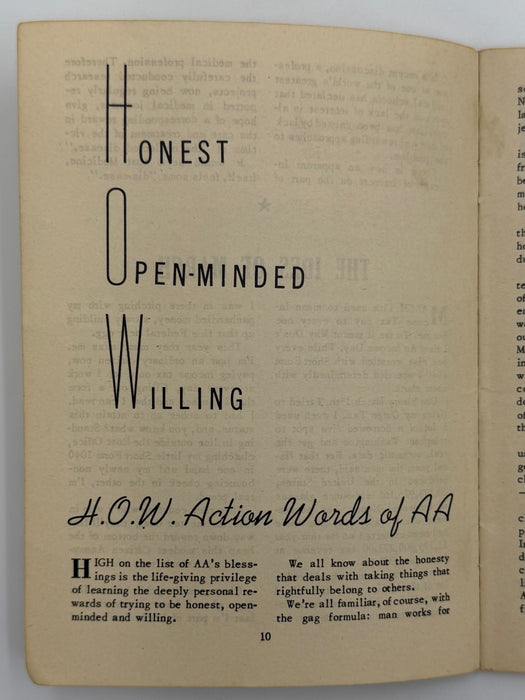 HONEST
OPEN-MINDED
WILLING
H.O.W. Action Words of AA
HIGH on the list of AA's bless-
ings is the life-giving privilege
of learning the deeply personal re-
wards of trying to be honest, open-
minded and willing.
We all know about the honesty
that deals with taking things that
rightfully belong to others.
We're all familiar, of course, with
the gag formula: man works for
10